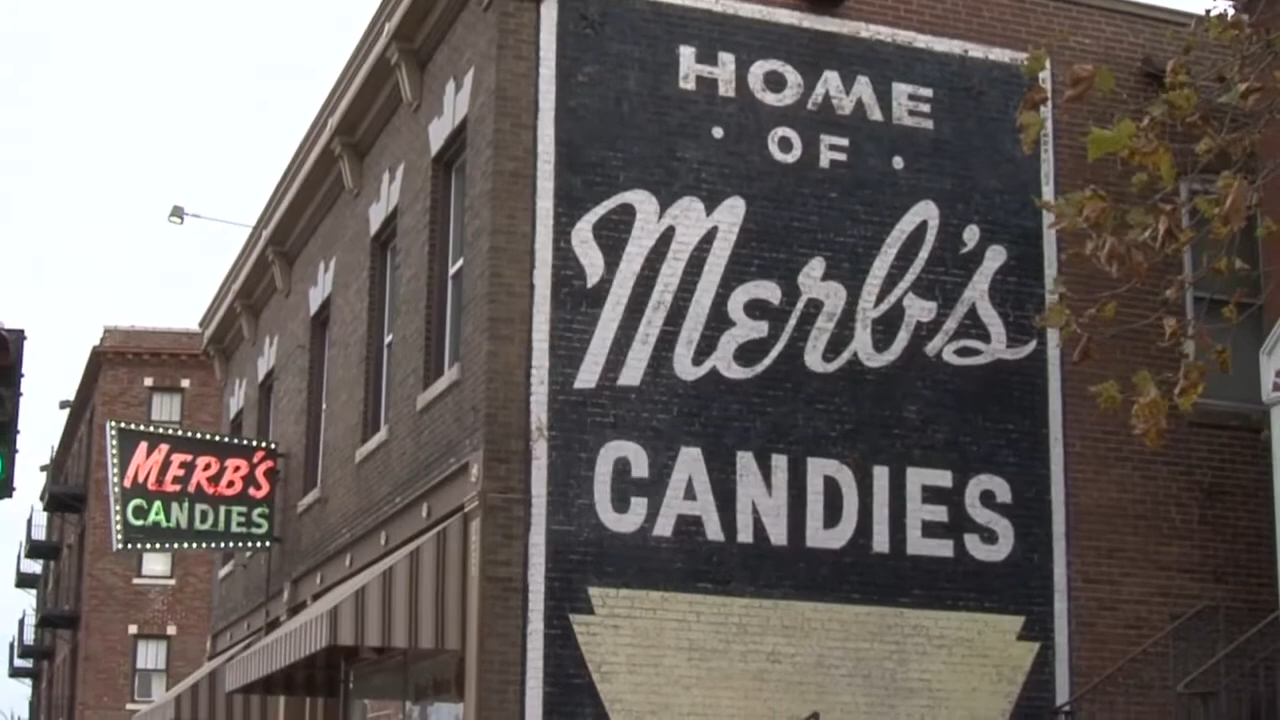 HOME
• OF •
Merb's
CANDIES
MERB'S
CANDIES